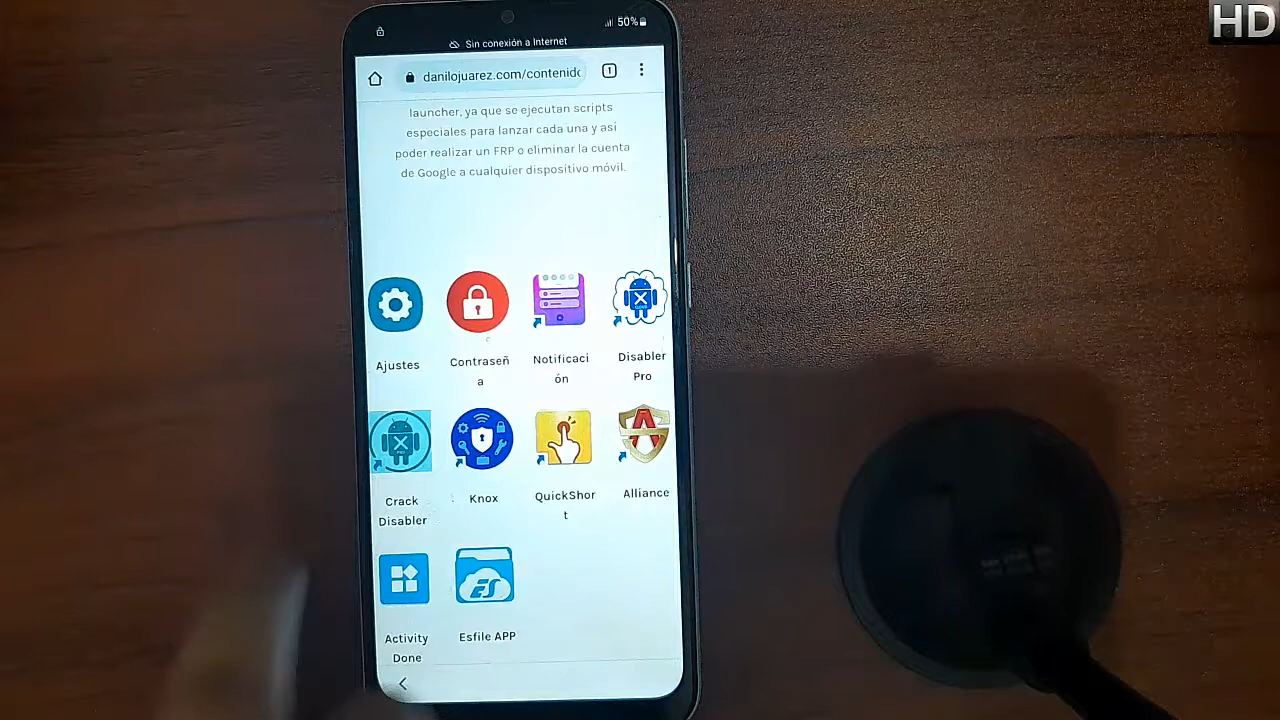 HD
50%
Sin conexión a Internet
danilojuarez.com/contenido
1
launcher, ya que se ejecutan scripts
especiales para lanzar cada una y así
poder realizar un FRP o eliminar la cuenta
de Google a cualquier dispositivo móvil.
Ajustes
Contraseñ
a
Notificaci
ón
Disabler
Pro
Crack
Disabler
Knox
QuickShor
t
Alliance
Activity
Done
Esfile APP